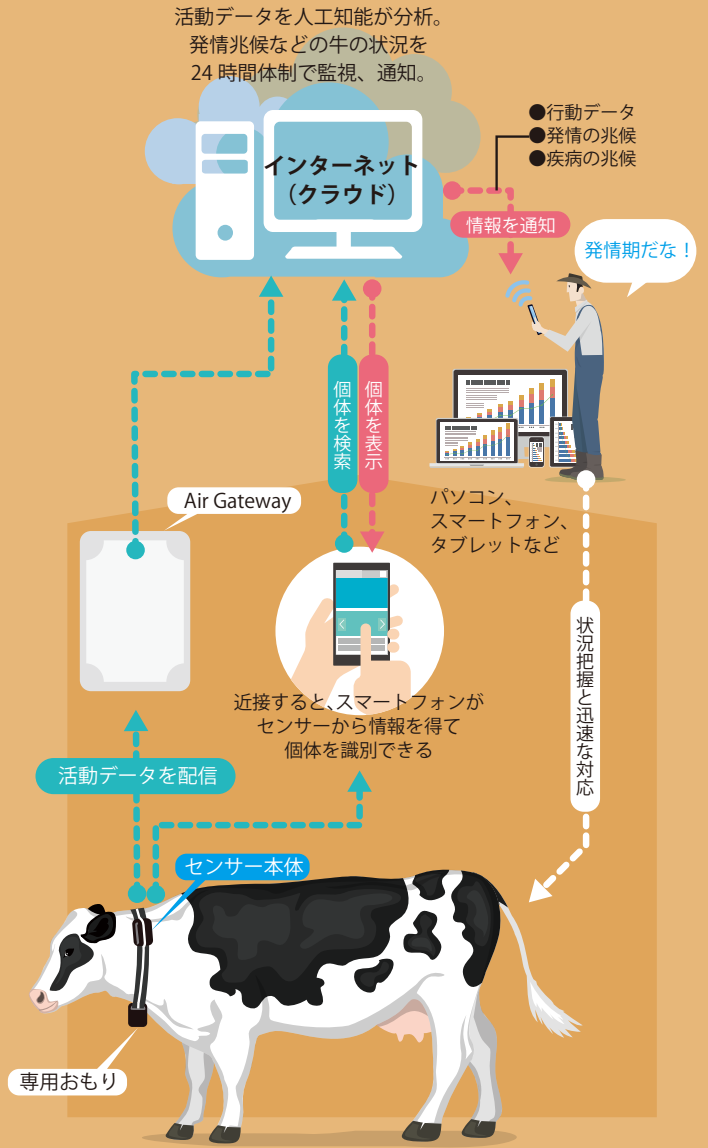 活動データを人工知能が分析。
発情兆候などの牛の状況を
24 時間体制で監視、通知。
●行動データ
●発情の兆候
●疾病の兆候
インターネット
（クラウド）
情報を通知
発情期だな！
個体を検索
個体を表示
Air Gateway
パソコン、
スマートフォン、
タブレットなど
近接すると、スマートフォンが
センサーから情報を得て
個体を識別できる
状況把握と迅速な対応
活動データを配信
センサー本体
専用おもり